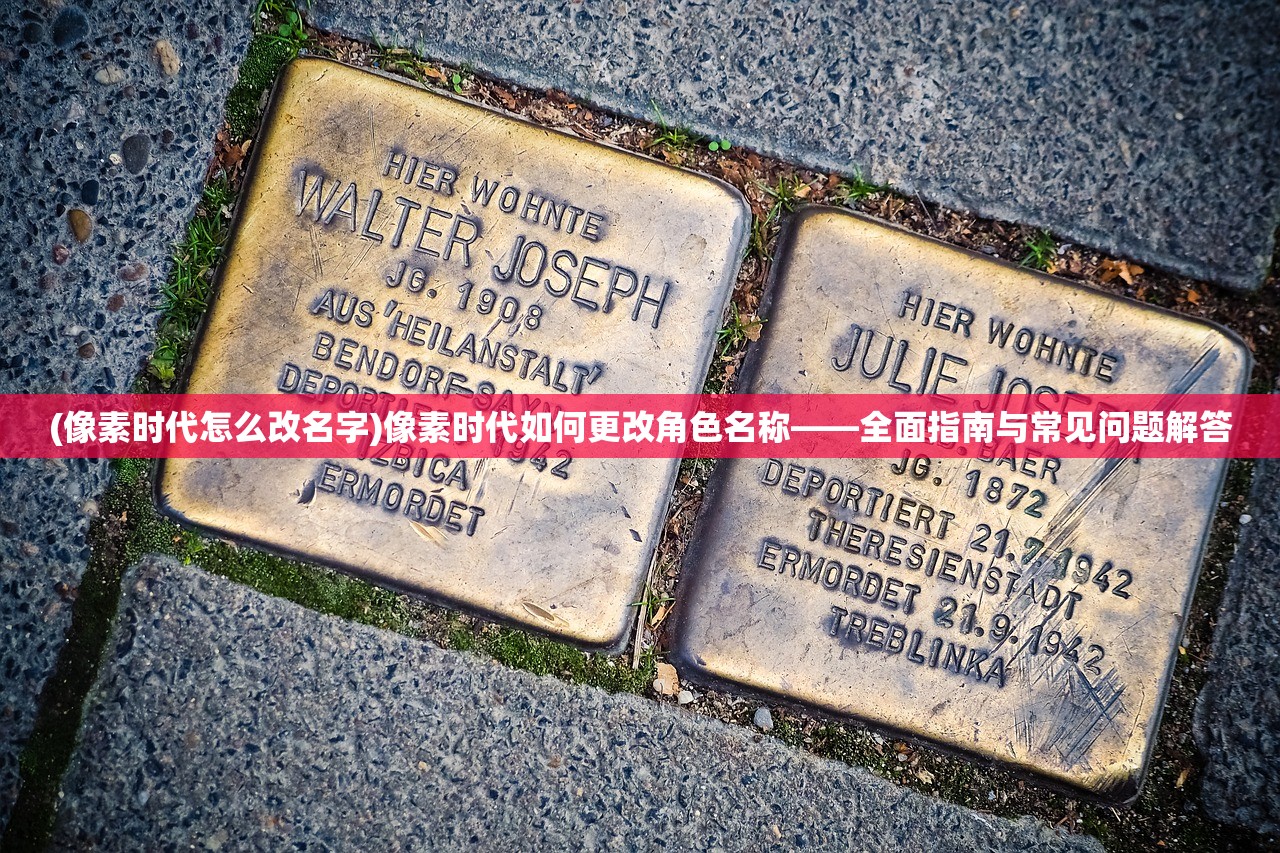 HIER WOHNTE
WALTER JOSEPH
JG. 1908
AUS 'HEILANSTALT'
BENDORF-SAYN
1942
IZBICA
ERMORDET
HIER WOHNTE
JULIE
BAER
JG. 1872
DEPORTIERT 21.7.1942
THERESIENSTADT
ERMORDET 21.9.1942
TREBLINKA
(像素时代怎么改名字)像素时代如何更改角色名称——全面指南与常见问题解答